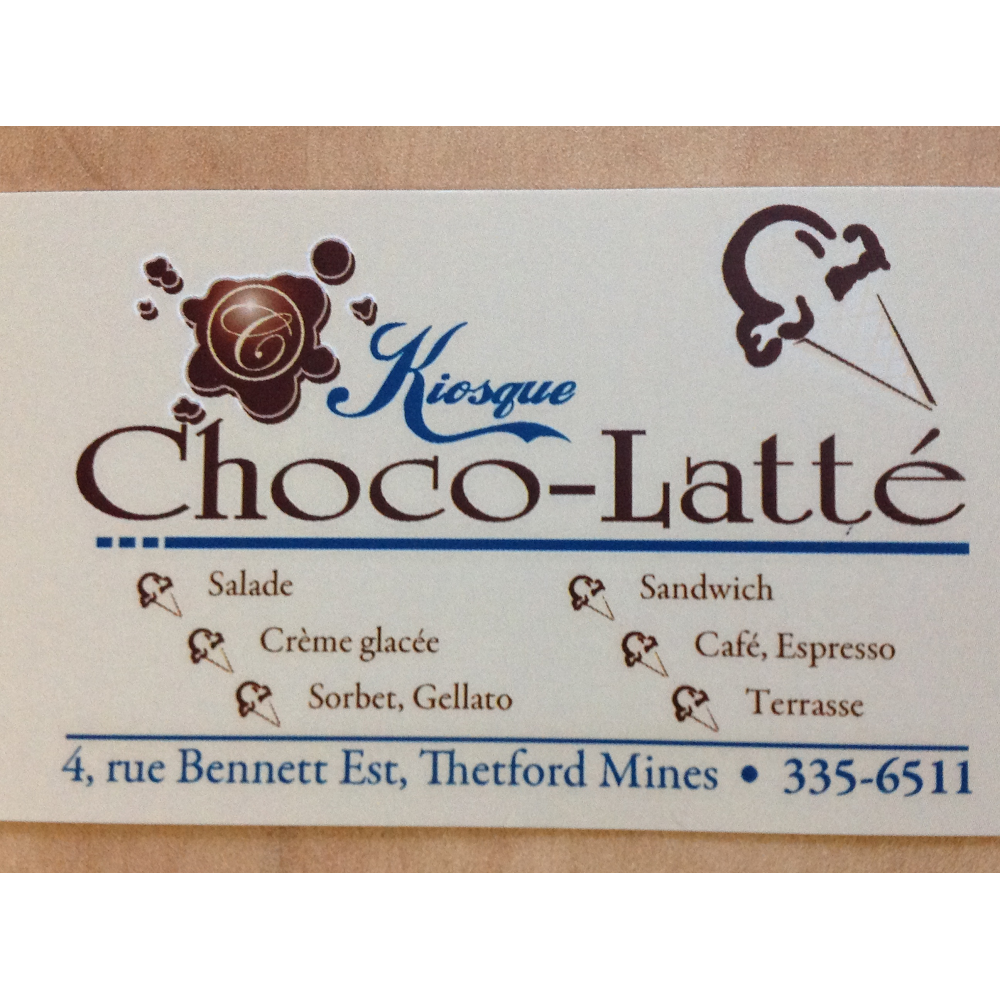 C
Kiosque
Choco-Latté
Salade
Sandwich
Crème glacée
Café, Espresso
Sorbet, Gellato
Terrasse
4, rue Bennett Est, Thetford Mines • 335-6511